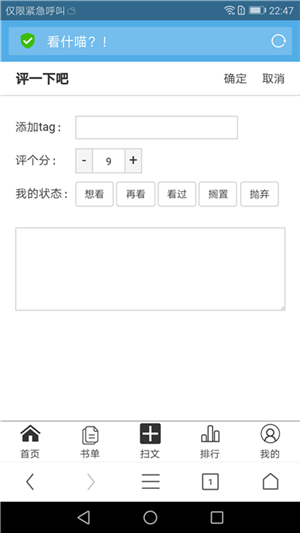 仅限紧急呼叫 22:47
看什喵？！
评一下吧 确定 取消
添加tag：
评个分： - 9 +
我的状态： 想看 再看 看过 搁置 抛弃
首页 书单 扫文 排行 我的
1